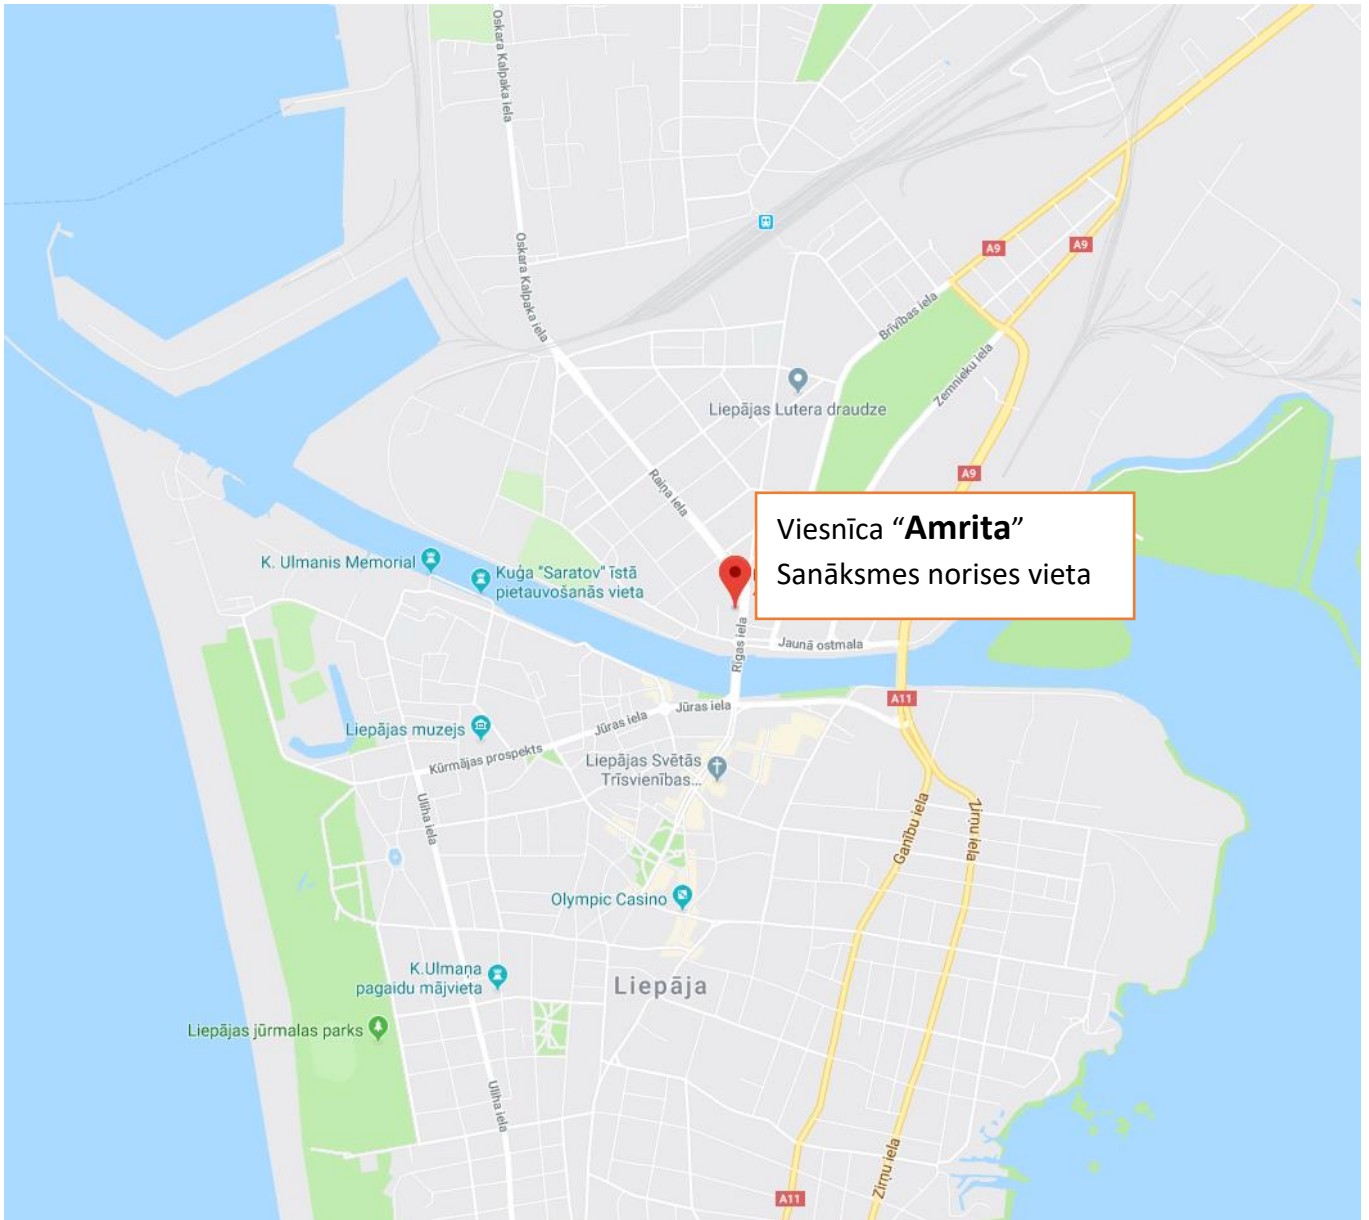 Oskara Kalpaka iela
Oskara Kalpaka iela
A9
A9
Brīvības iela
Zemnieku iela
Liepājas Lutera draudze
A9
Raiņa iela
Viesnīca “Amrita”
Sanāksmes norises vieta
K. Ulmanis Memorial
Kuģa "Saratov" īstā
pietauvošanās vieta
Rīgas iela
Jaunā ostmala
A11
Jūras iela
Jūras iela
Liepājas muzejs
Kūrmājas prospekts
Liepājas Svētās
Trīsvienības...
Uliha iela
Ganību iela
Zirņu iela
Olympic Casino
K.Ulmaņa
pagaidu mājvieta
Liepāja
Liepājas jūrmalas parks
Uliha iela
Zirņu iela
A11